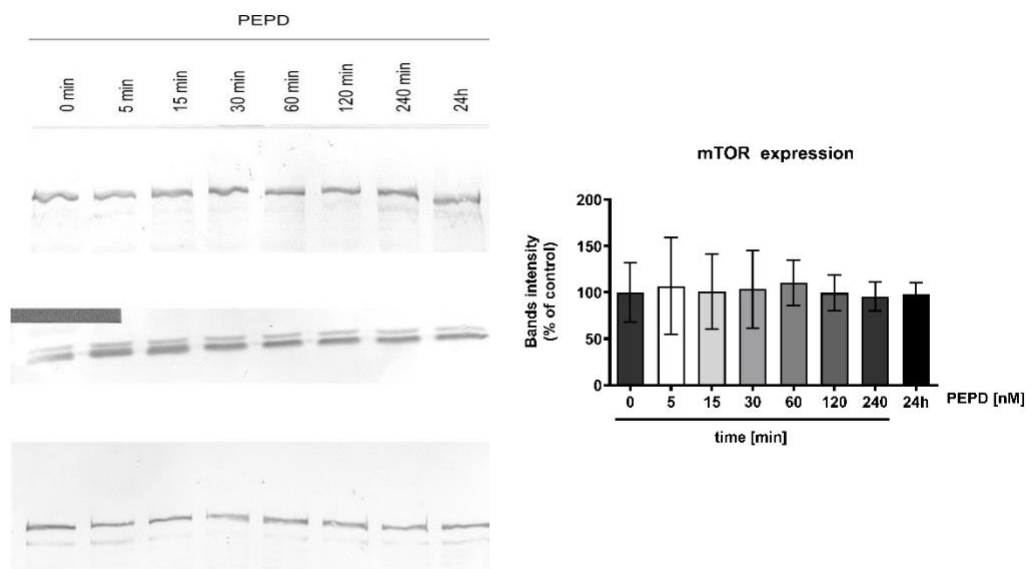 PEPD
0 min 5 min 15 min 30 min 60 min 120 min 240 min 24h
mTOR expression
Bands intensity
(% of control)
200
150
100
50
0
0 5 15 30 60 120 240 24h PEPD [nM]
time [min]